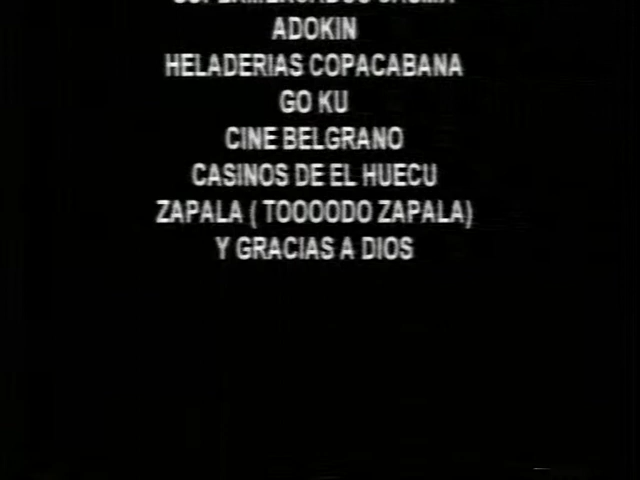 ADOKIN
HELADERIAS COPACABANA
GO KU
CINE BELGRANO
CASINOS DE EL HUECU
ZAPALA ( TOOOODO ZAPALA)
Y GRACIAS A DIOS